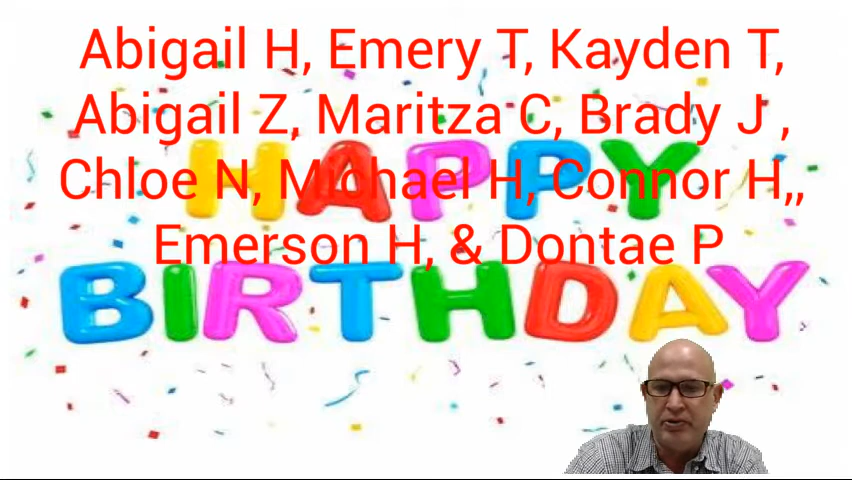 Abigail H, Emery T, Kayden T,
Abigail Z, Maritza C, Brady J ,
Chloe N, Michael H, Connor H,,
Emerson H, & Dontae P
HAPPY
BIRTHDAY